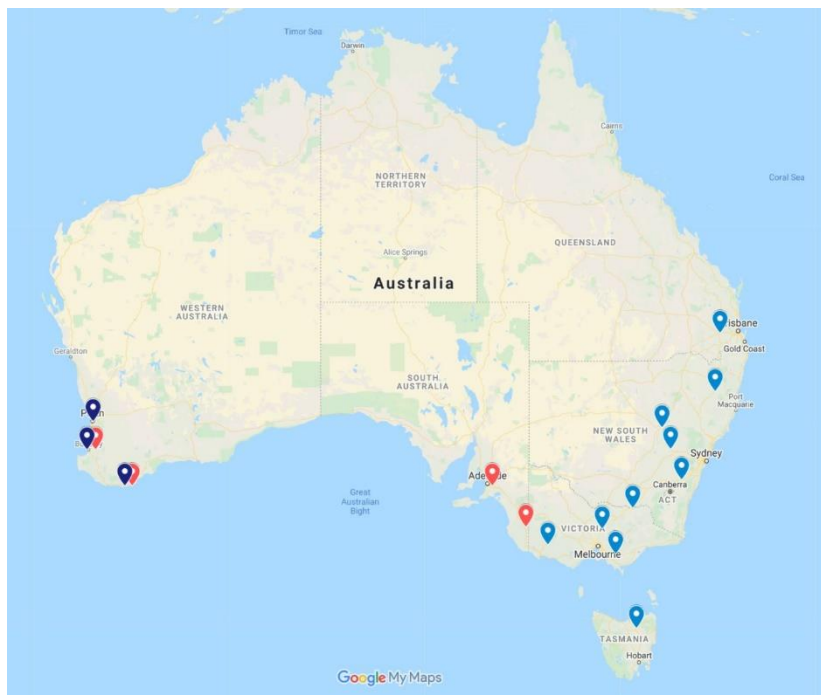 Timor Sea
Darwin
Cairns
Coral Sea
NORTHERN
TERRITORY
QUEENSLAND
Alice Springs
Australia
WESTERN
AUSTRALIA
isbane
Gold Coast
Geraldton
SOUTH
AUSTRALIA
Port
Macquarie
NEW SOUTH
WALES
Sydney
Canberra
ACT
Great
Australian
Bight
VICTORIA
Melbourne
TASMANIA
Hobart
Google My Maps